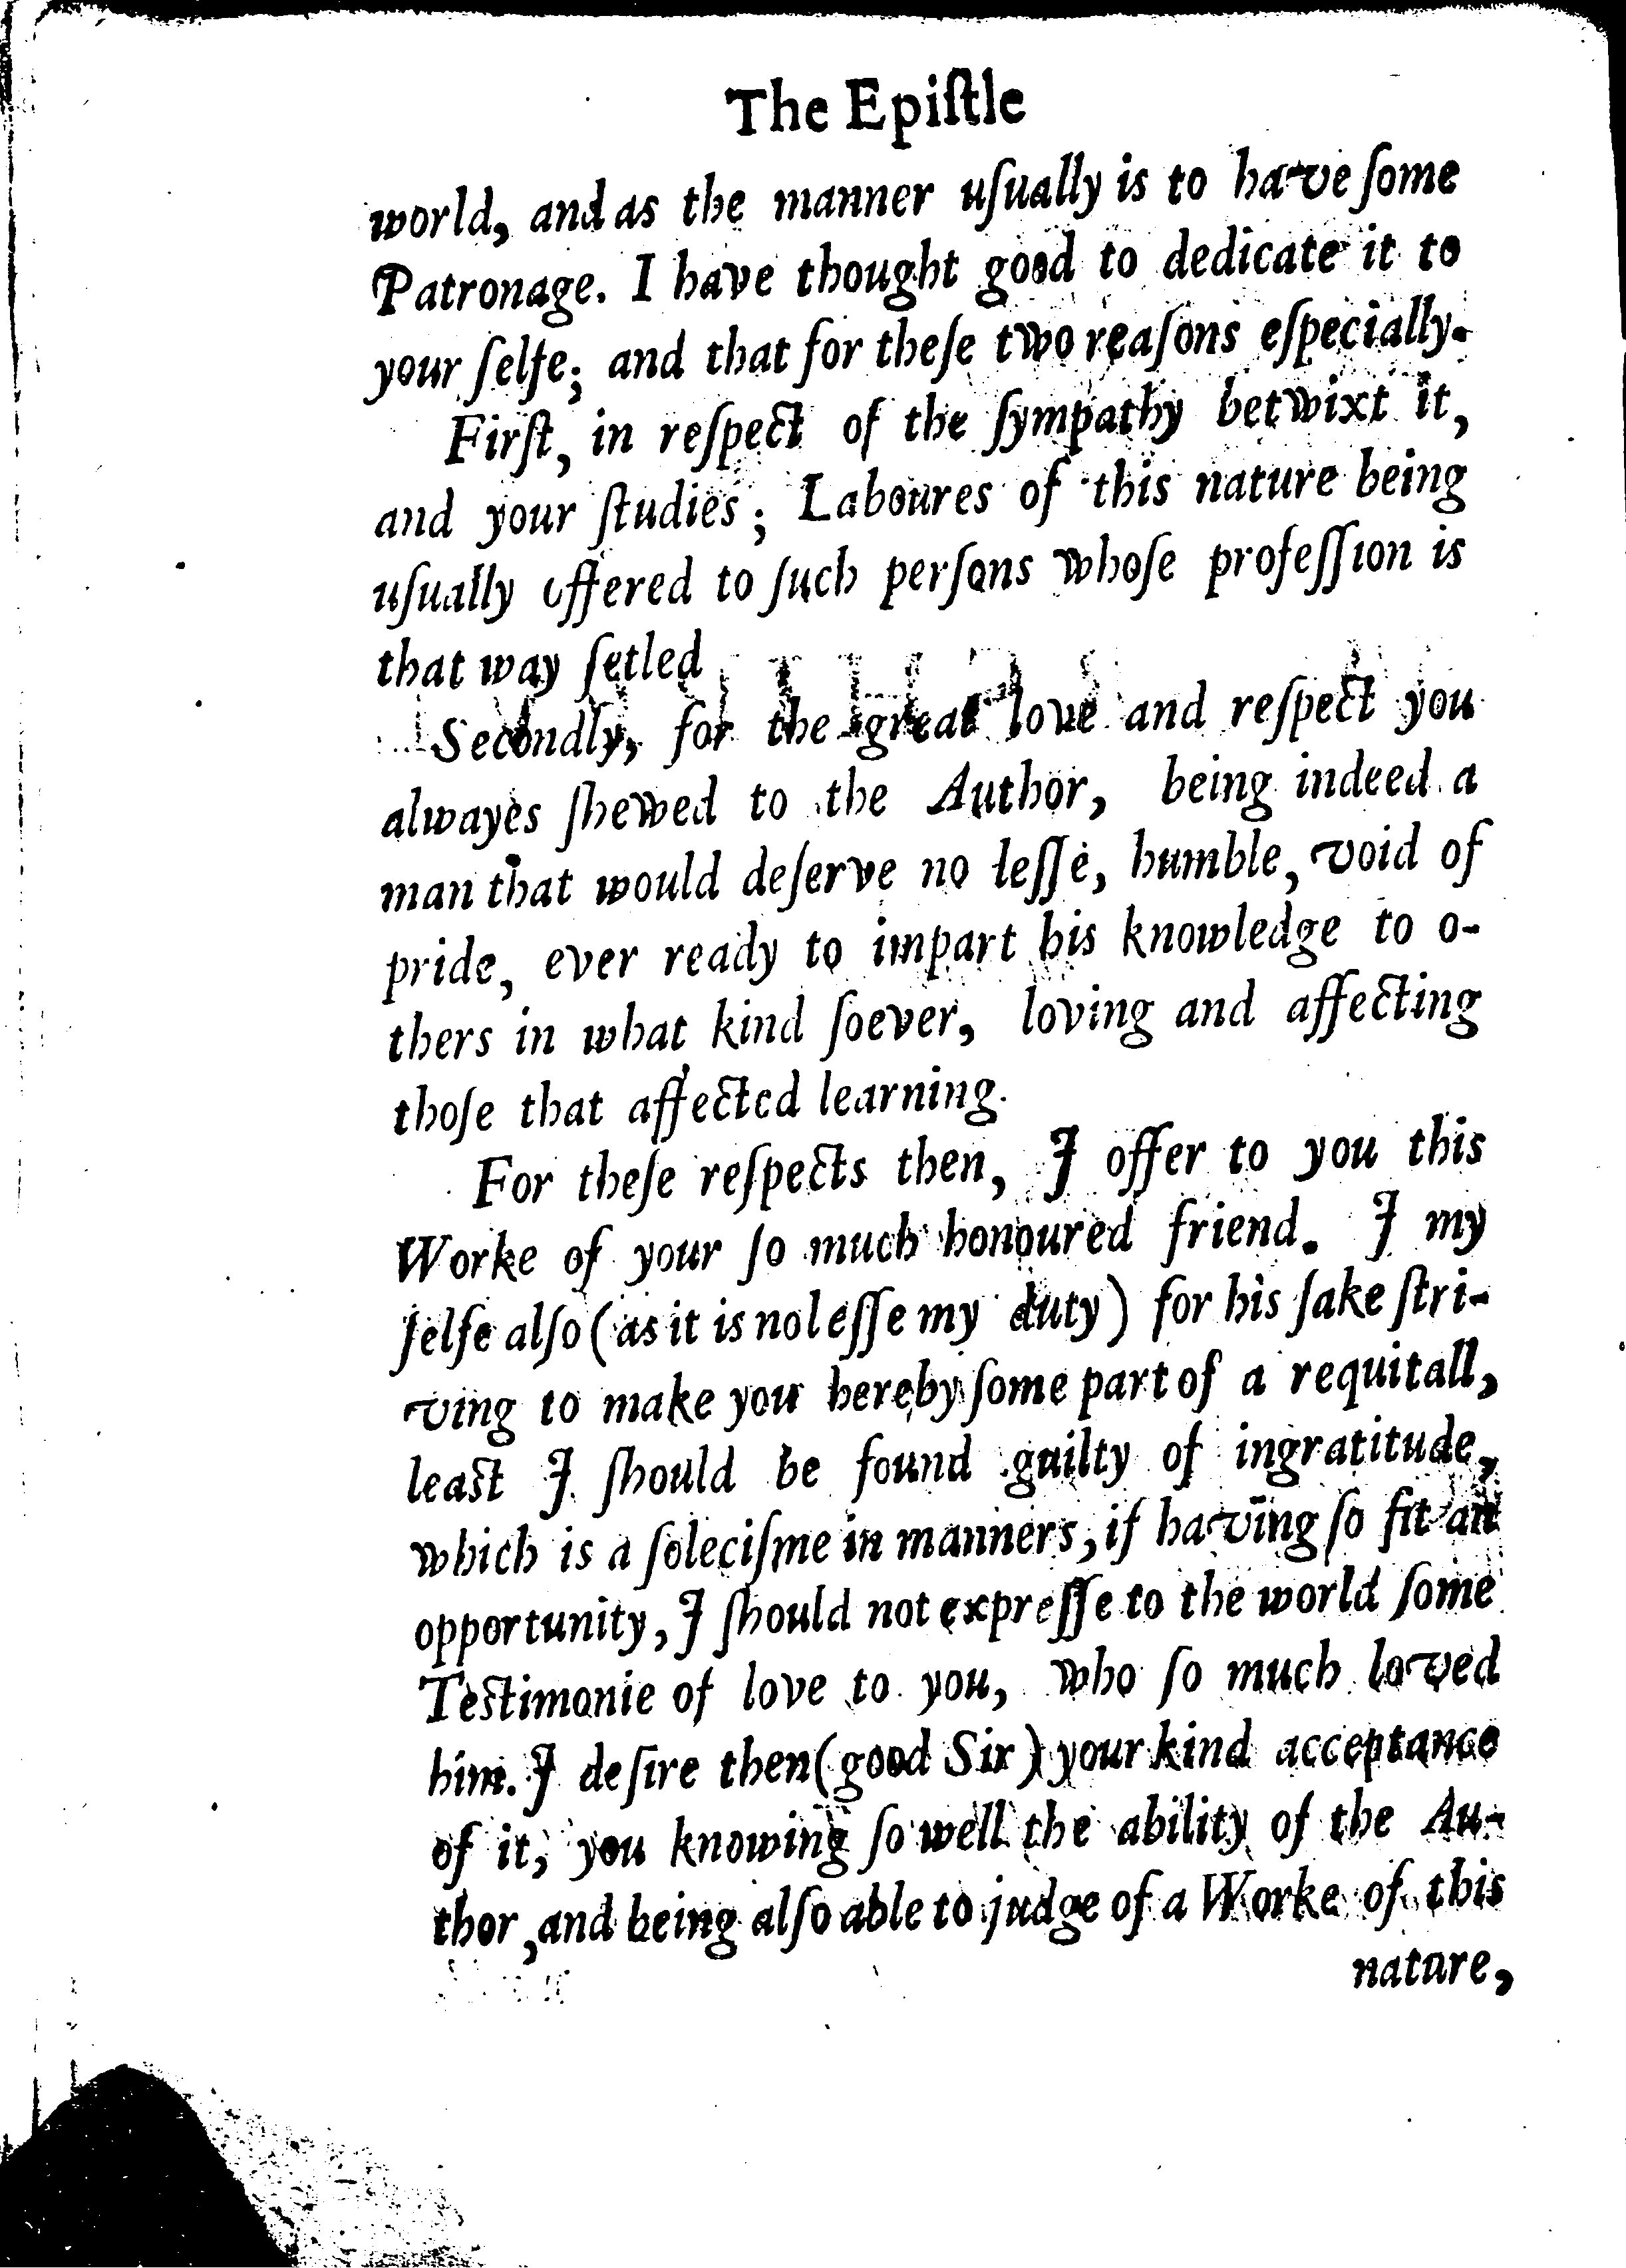 The Epiſtle
world, and as the manner uſually is to have ſome
Patronage. I have thought good to dedicate it to
your ſelfe; and that for theſe two reaſons eſpecially.
Firſt, in reſpect of the ſympathy betwixt it,
and your ſtudies; Laboures of this nature being
uſually offered to ſuch perſons whoſe profeſſion is
that way ſetled
Secondly, for the great love and reſpect you
alwayes ſhewed to the Author, being indeed a
man that would deſerve no leſſe, humble, void of
pride, ever ready to impart his knowledge to o-
thers in what kind ſoever, loving and affecting
thoſe that affected learning.
For theſe reſpects then, I offer to you this
Worke of your ſo much honoured friend. I my
ſelfe alſo (as it is no leſſe my duty) for his ſake ſtri-
ving to make you hereby ſome part of a requitall,
least I ſhould be found guilty of ingratitude,
which is a ſoleciſme in manners, if having ſo fit an
opportunity, I ſhould not expreſſe to the world ſome
Testimonie of love to you, who ſo much loved
him. I deſire then (good Sir) your kind acceptance
of it, you knowing ſo well the ability of the Au-
thor, and being alſo able to judge of a Worke of this
nature,